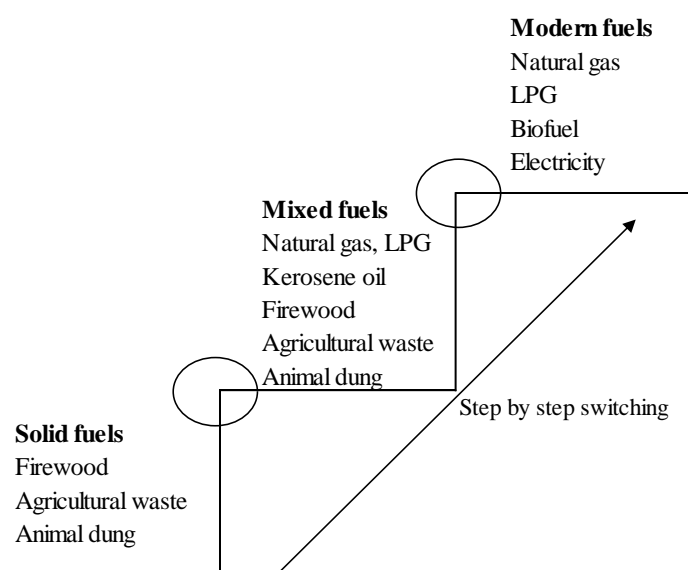 Modern fuels
Natural gas
LPG
Biofuel
Electricity
Mixed fuels
Natural gas, LPG
Kerosene oil
Firewood
Agricultural waste
Animal dung
Step by step switching
Solid fuels
Firewood
Agricultural waste
Animal dung